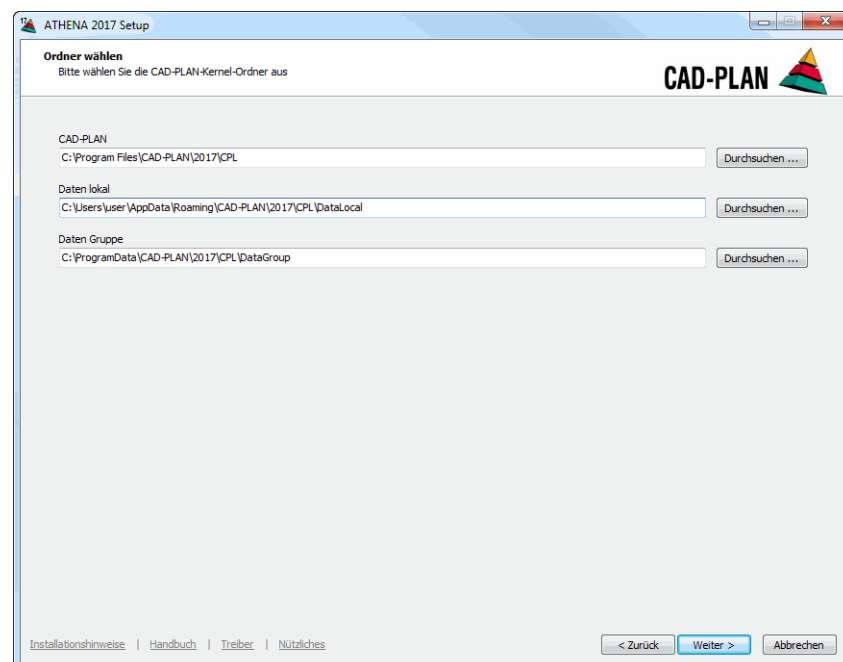 17
ATHENA 2017 Setup
Ordner wählen
Bitte wählen Sie die CAD-PLAN-Kernel-Ordner aus
CAD-PLAN
CAD-PLAN
C:\Program Files\CAD-PLAN\2017\CPL
Durchsuchen ...
Daten lokal
C:\Users\user\AppData\Roaming\CAD-PLAN\2017\CPL\DataLocal
Durchsuchen ...
Daten Gruppe
C:\ProgramData\CAD-PLAN\2017\CPL\DataGroup
Durchsuchen ...
Installationshinweise | Handbuch | Treiber | Nützliches
< Zurück
Weiter >
Abbrechen